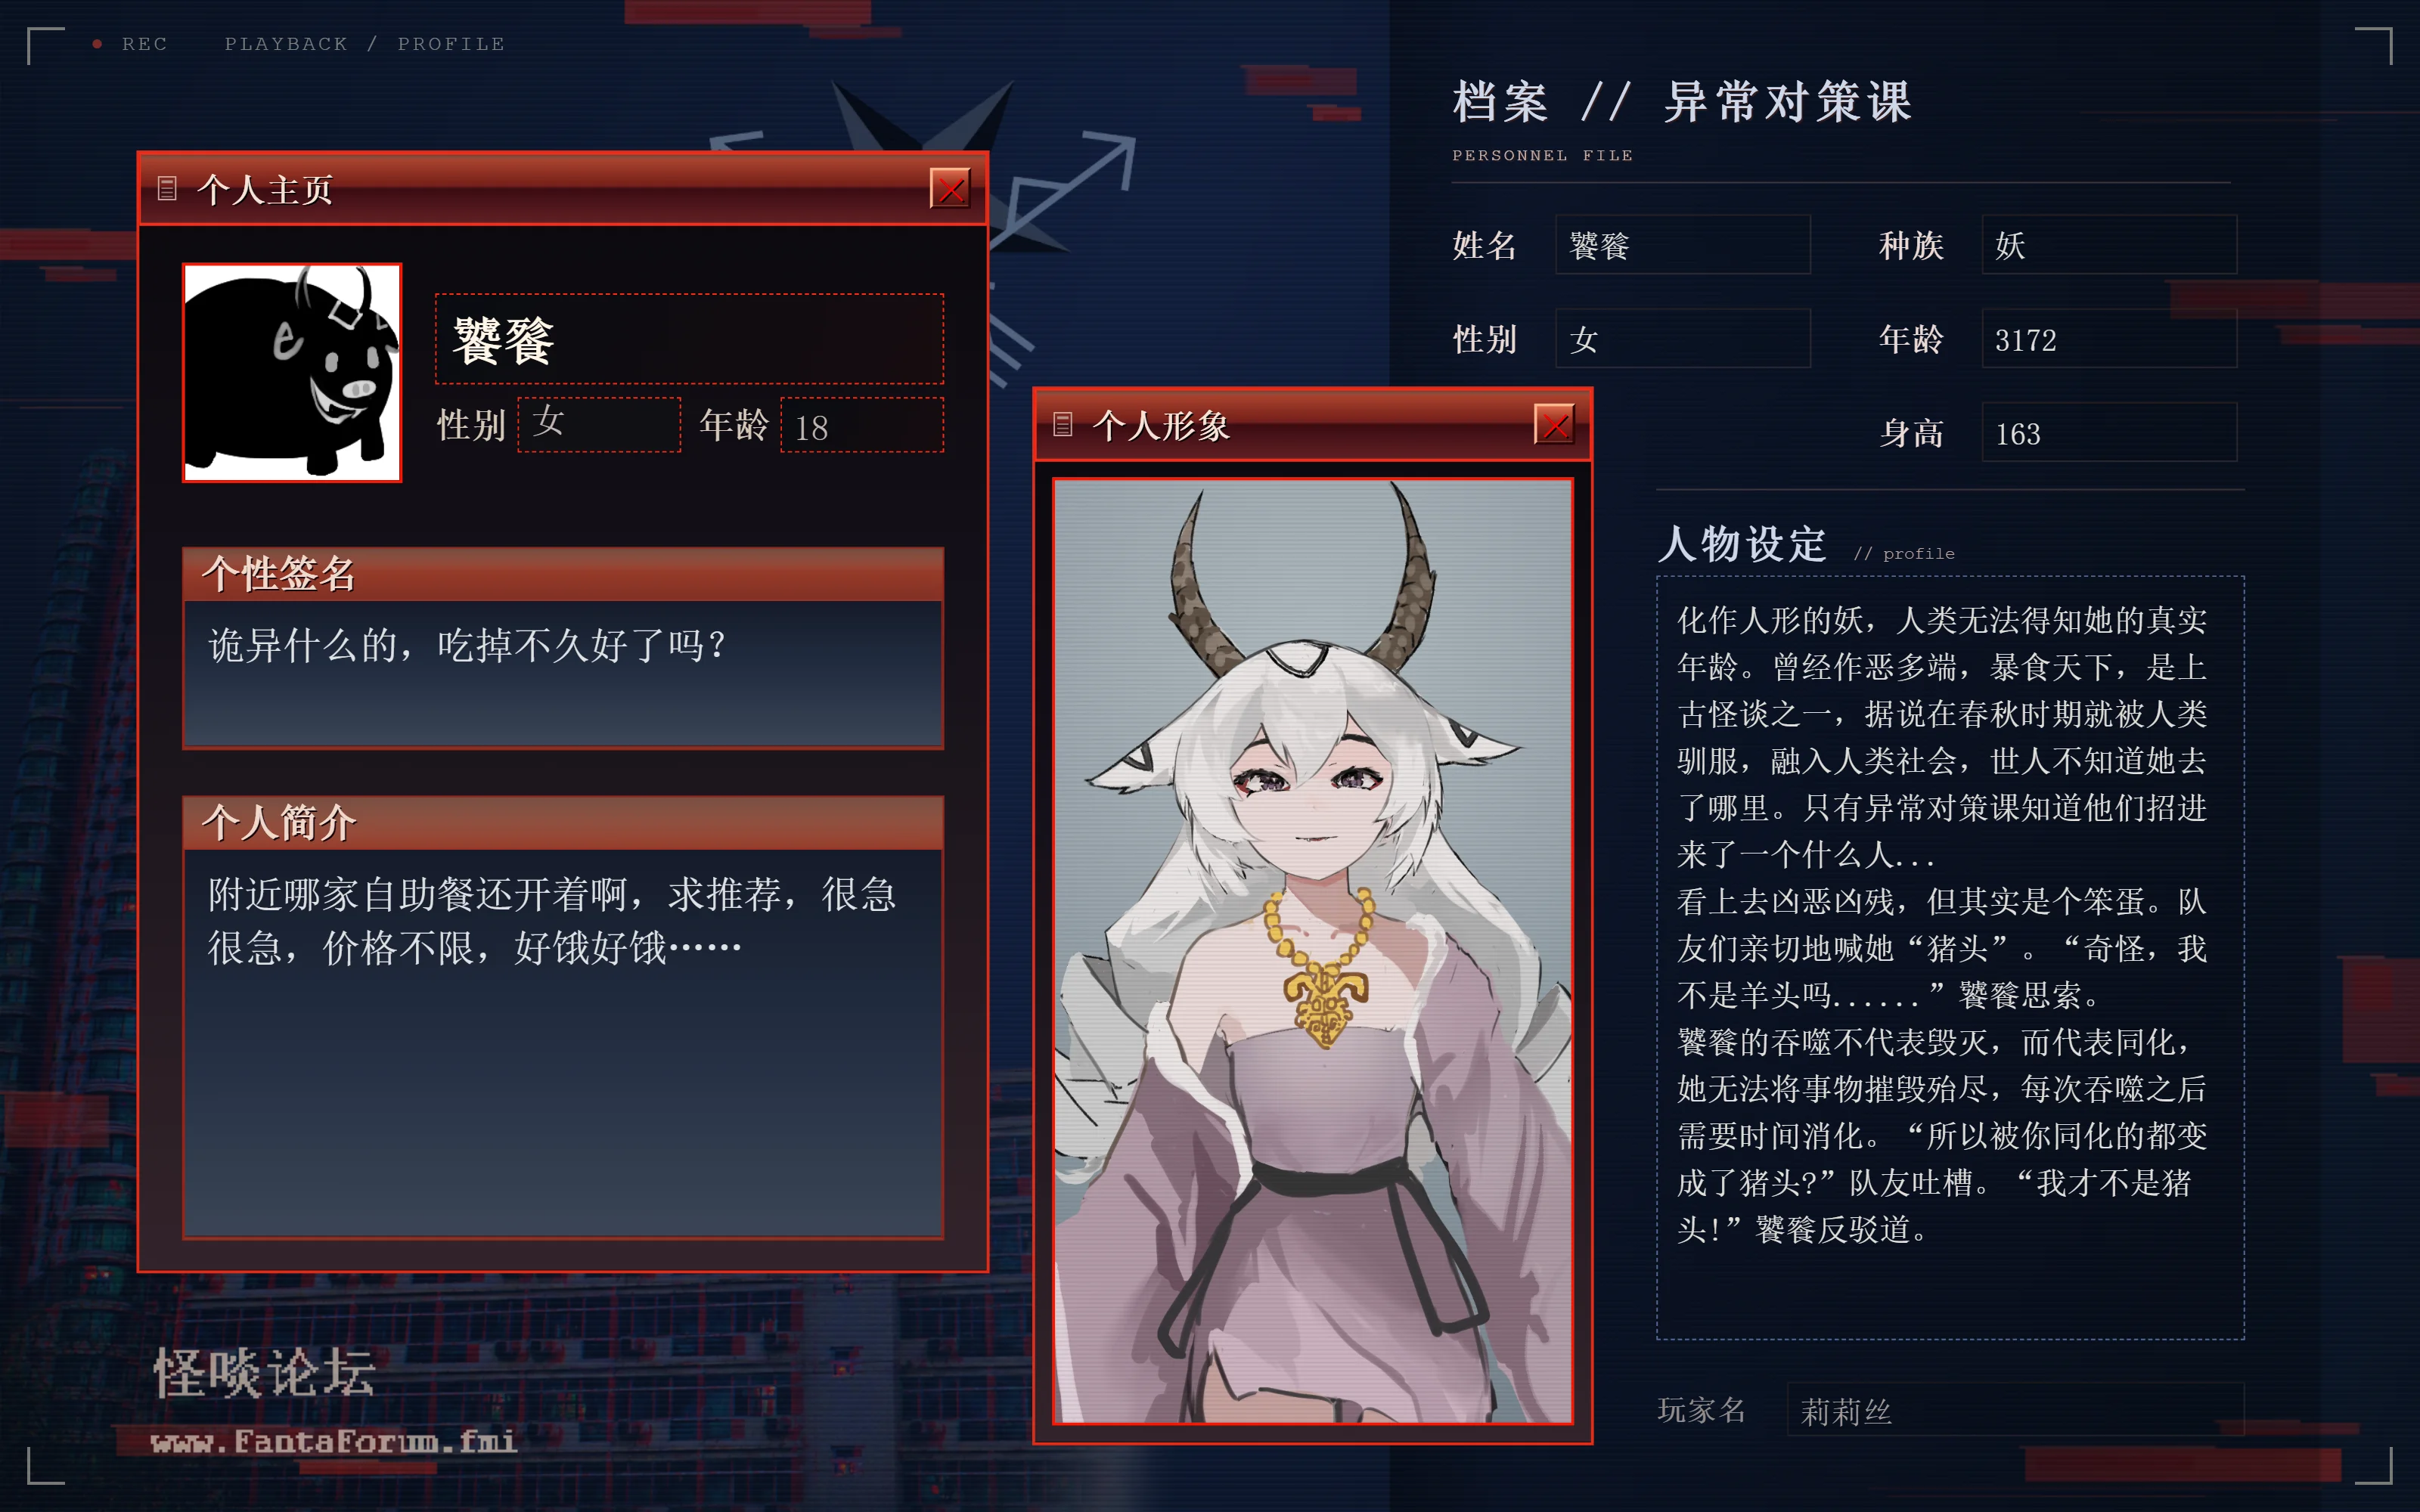 REC PLAYBACK / PROFILE
个人主页
饕餮
性别 女 年龄 18
个性签名
诡异什么的，吃掉不久好了吗？
个人简介
附近哪家自助餐还开着啊，求推荐，很急
很急，价格不限，好饿好饿……
怪啖论坛
www.FantaForum.fmi
个人形象
档案 // 异常对策课
PERSONNEL FILE
姓名 饕餮 种族 妖
性别 女 年龄 3172
身高 163
人物设定 // profile
化作人形的妖，人类无法得知她的真实
年龄。曾经作恶多端，暴食天下，是上
古怪谈之一，据说在春秋时期就被人类
驯服，融入人类社会，世人不知道她去
了哪里。只有异常对策课知道他们招进
来了一个什么人...
看上去凶恶凶残，但其实是个笨蛋。队
友们亲切地喊她“猪头”。“奇怪，我
不是羊头吗......”饕餮思索。
饕餮的吞噬不代表毁灭，而代表同化，
她无法将事物摧毁殆尽，每次吞噬之后
需要时间消化。“所以被你同化的都变
成了猪头?”队友吐槽。“我才不是猪
头!”饕餮反驳道。
玩家名 莉莉丝